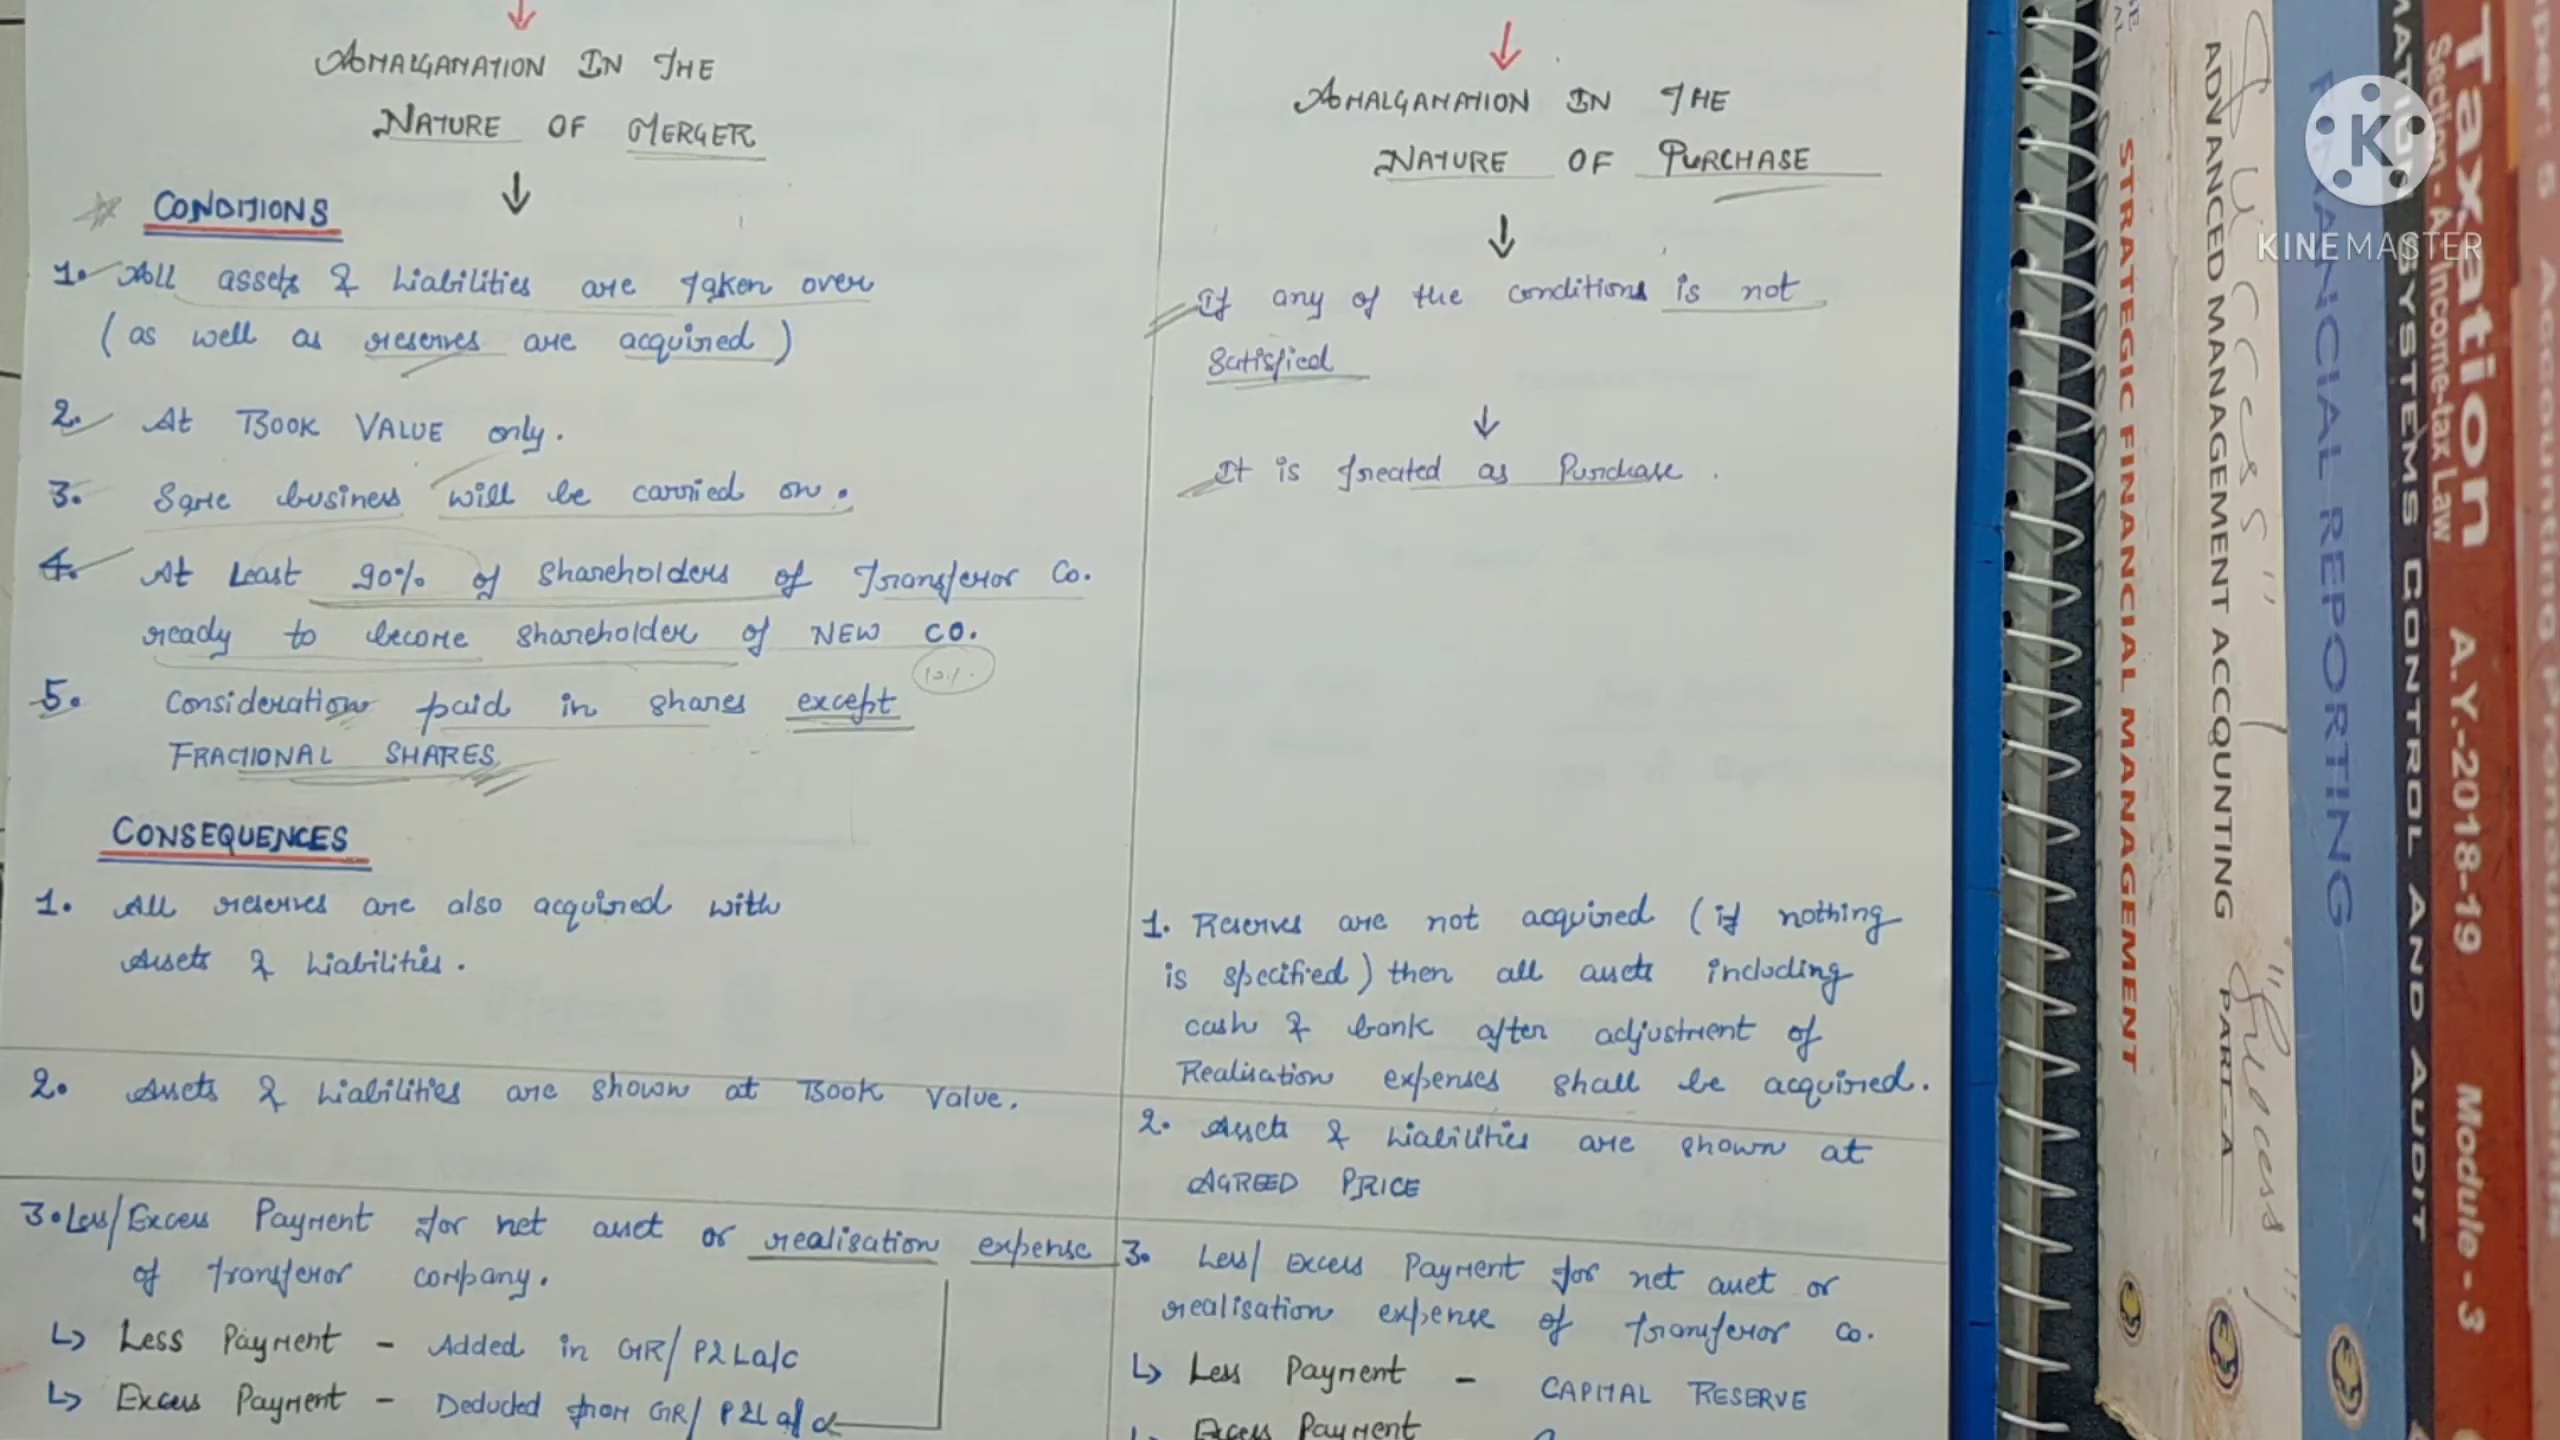 AMALGAMATION IN THE
NATURE OF MERGER
CONDITIONS
1. All assets & Liabilities are taken over
(as well as reserves are acquired)
2. At BOOK VALUE only.
3. Same business will be carried on.
4. At Least 90% of shareholders of Transferor Co.
ready to become shareholder of NEW CO.
10%
5. Consideration paid in shares except
FRACTIONAL SHARES
CONSEQUENCES
1. All reserves are also acquired with
Assets & Liabilities.
2. Assets & Liabilities are shown at Book Value.
3. Less/Excess Payment for net asset or realisation expense
of transferor company.
↳ Less Payment - Added in GR/P&L a/c
↳ Excess Payment - Deducted from GR/P&L a/c
AMALGAMATION IN THE
NATURE OF PURCHASE
If any of the conditions is not
Satisfied
It is treated as Purchase.
1. Reserves are not acquired (if nothing
is specified) then all assets including
cash & bank after adjustment of
Realisation expenses shall be acquired.
2. Assets & Liabilities are shown at
AGREED PRICE
3. Less/Excess Payment for net asset or
realisation expense of transferor Co.
↳ Less Payment - CAPITAL RESERVE
↳ Excess Payment -
STRATEGIC FINANCIAL MANAGEMENT
ADVANCED MANAGEMENT ACCOUNTING PART-A
"Success"
FINANCIAL REPORTING
SYSTEMS CONTROL AND AUDIT
Taxation
Section - A: Income-tax Law
A.Y.-2018-19 Module - 3
Accounting Pronouncements
K
KINEMASTER